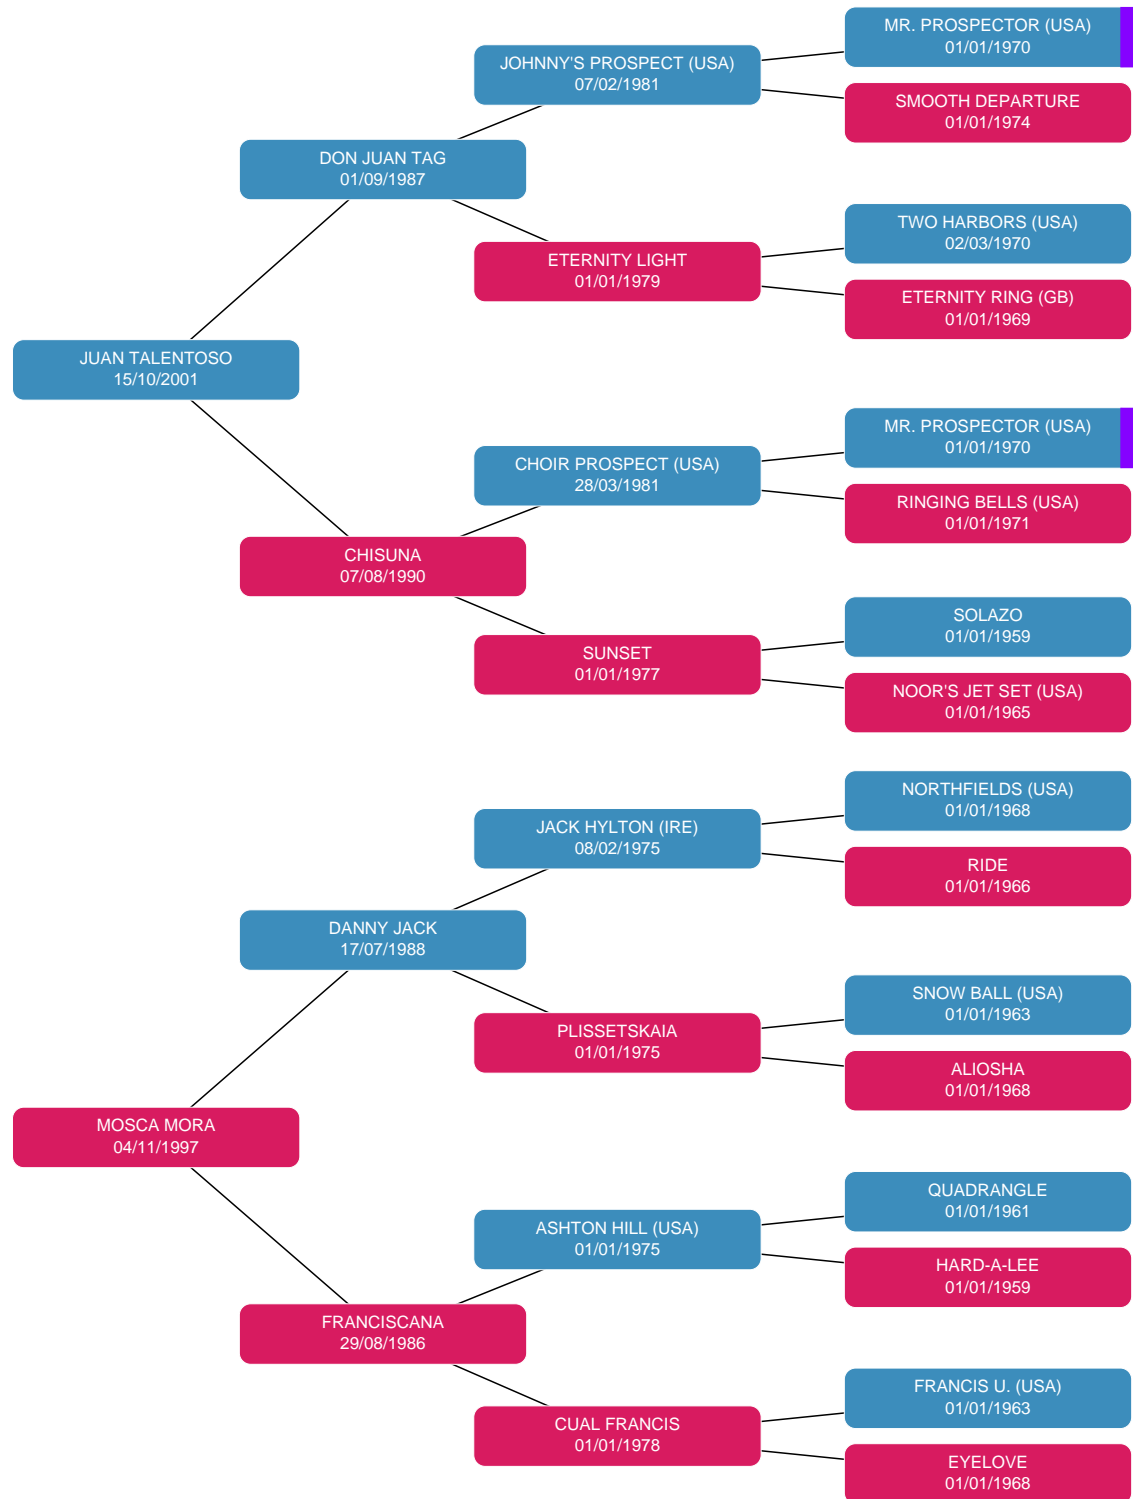 MR. PROSPECTOR (USA)
01/01/1970
JOHNNY'S PROSPECT (USA)
07/02/1981
SMOOTH DEPARTURE
01/01/1974
DON JUAN TAG
01/09/1987
TWO HARBORS (USA)
02/03/1970
ETERNITY LIGHT
01/01/1979
ETERNITY RING (GB)
01/01/1969
JUAN TALENTOSO
15/10/2001
MR. PROSPECTOR (USA)
01/01/1970
CHOIR PROSPECT (USA)
28/03/1981
RINGING BELLS (USA)
01/01/1971
CHISUNA
07/08/1990
SOLAZO
01/01/1959
SUNSET
01/01/1977
NOOR'S JET SET (USA)
01/01/1965
NORTHFIELDS (USA)
01/01/1968
JACK HYLTON (IRE)
08/02/1975
RIDE
01/01/1966
DANNY JACK
17/07/1988
SNOW BALL (USA)
01/01/1963
PLISSETSKAIA
01/01/1975
ALIOSHA
01/01/1968
MOSCA MORA
04/11/1997
QUADRANGLE
01/01/1961
ASHTON HILL (USA)
01/01/1975
HARD-A-LEE
01/01/1959
FRANCISCANA
29/08/1986
FRANCIS U. (USA)
01/01/1963
CUAL FRANCIS
01/01/1978
EYELOVE
01/01/1968